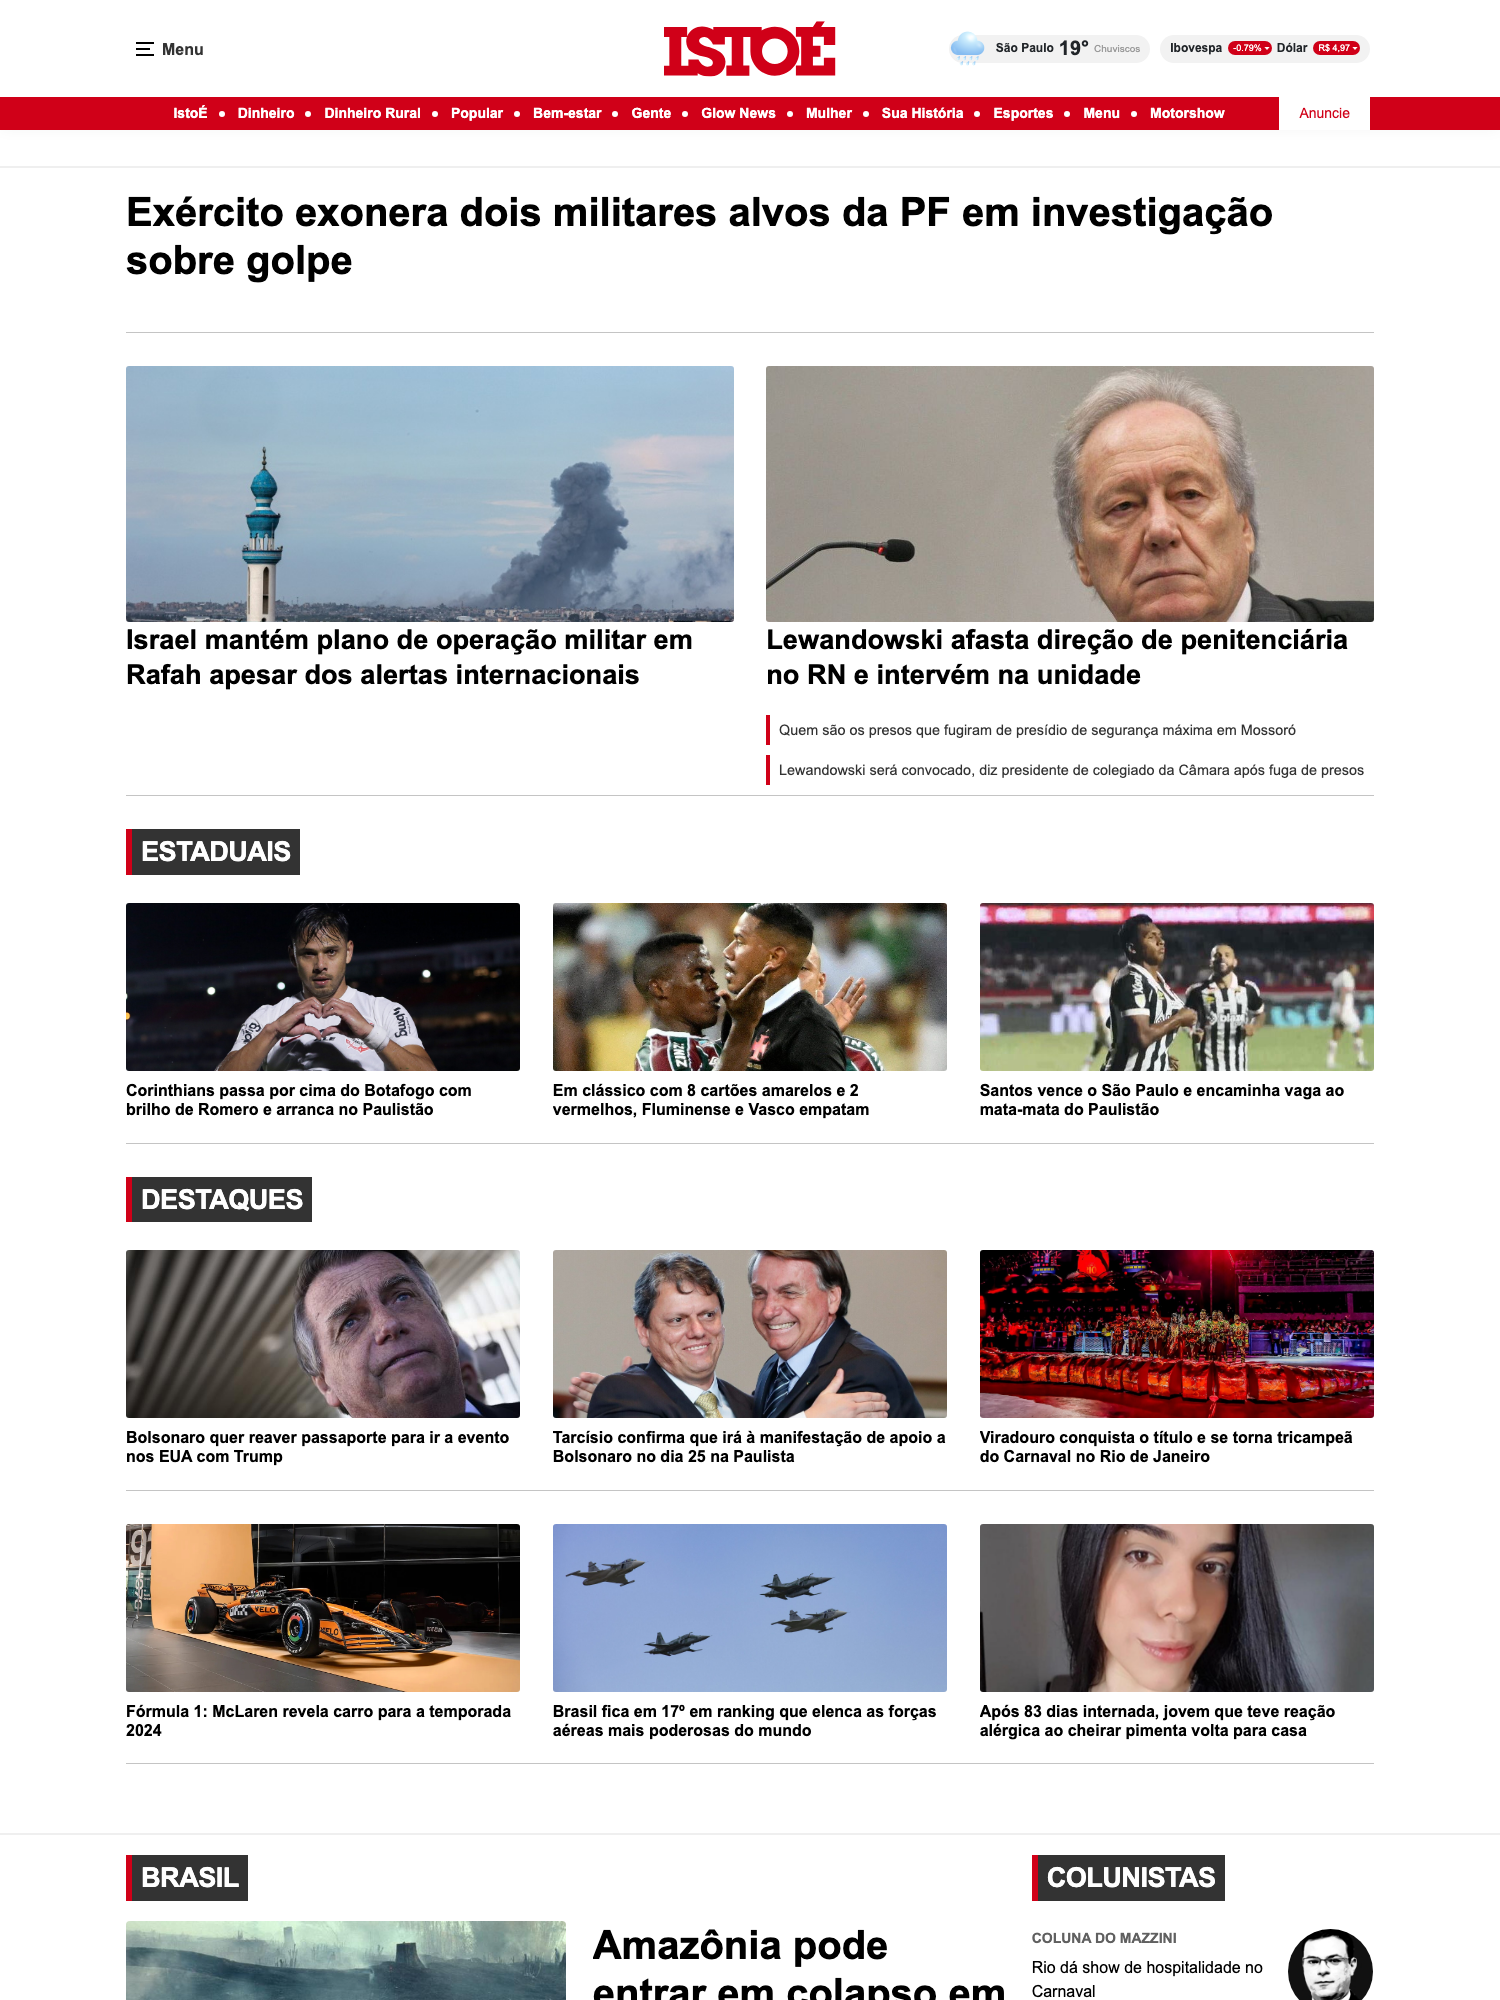 Menu
ISTOÉ
São Paulo 19° Chuviscos
Ibovespa -0.79% Dólar R$ 4,97
IstoÉ • Dinheiro • Dinheiro Rural • Popular • Bem-estar • Gente • Glow News • Mulher • Sua História • Esportes • Menu • Motorshow
Anuncie
Exército exonera dois militares alvos da PF em investigação
sobre golpe
Israel mantém plano de operação militar em
Rafah apesar dos alertas internacionais
Lewandowski afasta direção de penitenciária
no RN e intervém na unidade
Quem são os presos que fugiram de presídio de segurança máxima em Mossoró
Lewandowski será convocado, diz presidente de colegiado da Câmara após fuga de presos
ESTADUAIS
Corinthians passa por cima do Botafogo com
brilho de Romero e arranca no Paulistão
Em clássico com 8 cartões amarelos e 2
vermelhos, Fluminense e Vasco empatam
Santos vence o São Paulo e encaminha vaga ao
mata-mata do Paulistão
DESTAQUES
Bolsonaro quer reaver passaporte para ir a evento
nos EUA com Trump
Tarcísio confirma que irá à manifestação de apoio a
Bolsonaro no dia 25 na Paulista
Viradouro conquista o título e se torna tricampeã
do Carnaval no Rio de Janeiro
Fórmula 1: McLaren revela carro para a temporada
2024
Brasil fica em 17º em ranking que elenca as forças
aéreas mais poderosas do mundo
Após 83 dias internada, jovem que teve reação
alérgica ao cheirar pimenta volta para casa
BRASIL
Amazônia pode
entrar em colapso em
COLUNISTAS
COLUNA DO MAZZINI
Rio dá show de hospitalidade no
Carnaval